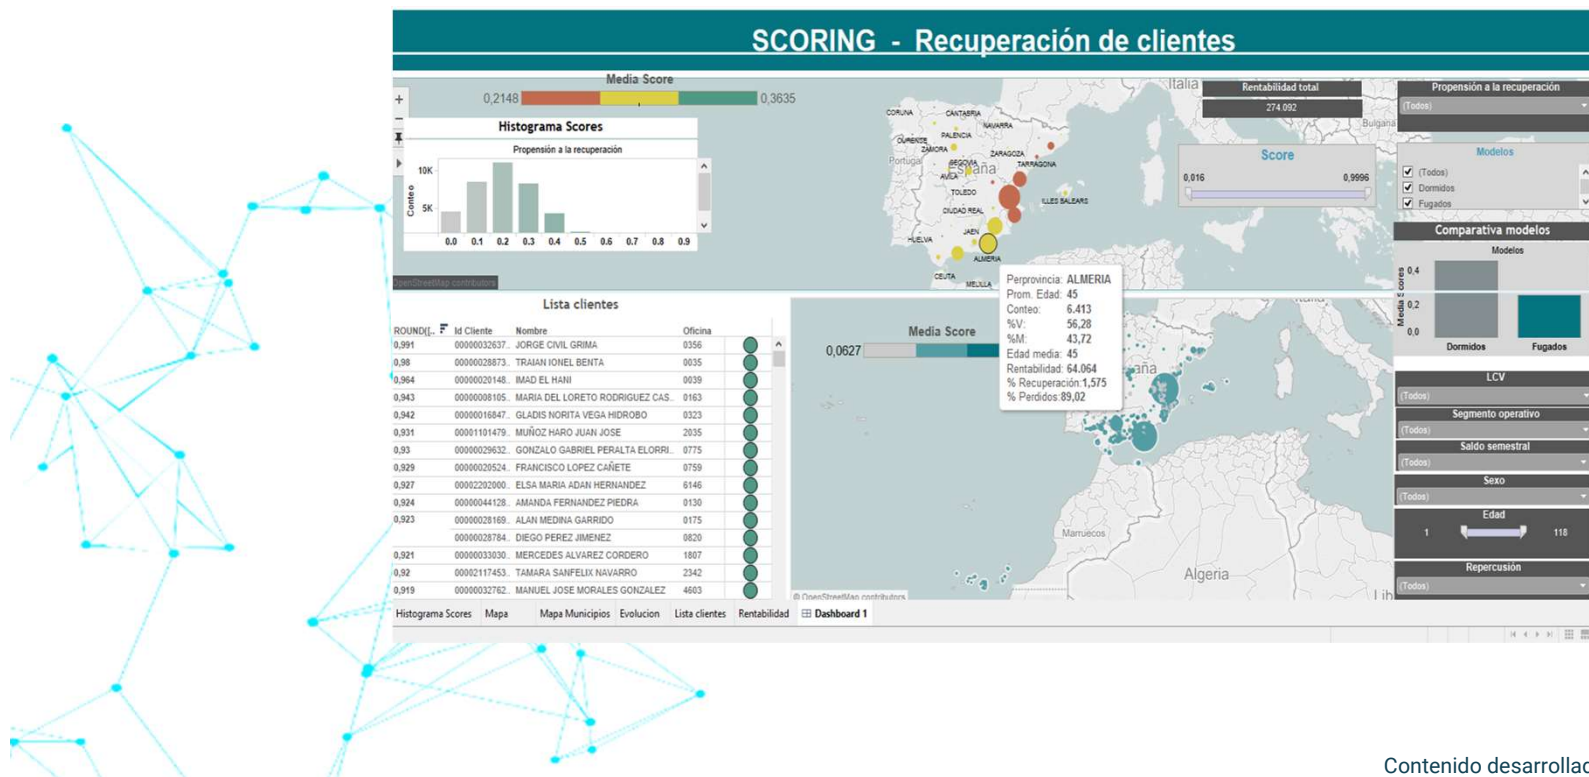 SCORING - Recuperación de clientes
Media Score
0,2148
0,3635
Histograma Scores
Propensión a la recuperación
Conteo
10K
5K
0.0 0.1 0.2 0.3 0.4 0.5 0.6 0.7 0.8 0.9
OpenStreetMap contributors
Italia
Bulgaria
Portugal
España
CORUNA
CANTABRIA
NAVARRA
OURENSE
PALENCIA
ZAMORA
ZARAGOZA
SEGOVIA
TARRAGONA
AVILA
TOLEDO
ILLES BALEARS
CIUDAD REAL
JAEN
HUELVA
ALMERIA
CEUTA
MELILLA
Rentabilidad total
274.092
Score
0,016
0,9996
Propensión a la recuperación
(Todos)
Modelos
(Todos)
Dormidos
Fugados
Comparativa modelos
Modelos
Media Scores
0,4
0,2
0,0
Dormidos Fugados
Perprovincia: ALMERIA
Prom. Edad: 45
Conteo: 6.413
%V: 56,28
%M: 43,72
Edad media: 45
Rentabilidad: 64.064
% Recuperación:1,575
% Perdidos:89,02
Lista clientes
ROUND([.. Id Cliente Nombre Oficina
0,991 00000032637.. JORGE CIVIL GRIMA 0356
0,98 00000028873.. TRAIAN IONEL BENTA 0035
0,964 00000020148.. IMAD EL HANI 0039
0,943 00000008105.. MARIA DEL LORETO RODRIGUEZ CAS.. 0163
0,942 00000016847.. GLADIS NORITA VEGA HIDROBO 0323
0,931 00001101479.. MUÑOZ HARO JUAN JOSE 2035
0,93 00000029632.. GONZALO GABRIEL PERALTA ELORRI.. 0775
0,929 00000020524.. FRANCISCO LOPEZ CAÑETE 0759
0,927 00002202000.. ELSA MARIA ADAN HERNANDEZ 6146
0,924 00000044128.. AMANDA FERNANDEZ PIEDRA 0130
0,923 00000028169.. ALAN MEDINA GARRIDO 0175
00000028784.. DIEGO PEREZ JIMENEZ 0820
0,921 00000033030.. MERCEDES ALVAREZ CORDERO 1807
0,92 00002117453.. TAMARA SANFELIX NAVARRO 2342
0,919 00000032762.. MANUEL JOSE MORALES GONZALEZ 4603
Media Score
0,0627
aña
Marruecos
Argelia
Lib
© OpenStreetMap contributors
LCV
(Todos)
Segmento operativo
(Todos)
Saldo semestral
(Todos)
Sexo
(Todos)
Edad
1
118
Repercusión
(Todos)
Histograma Scores Mapa Mapa Municipios Evolucion Lista clientes Rentabilidad Dashboard 1
Contenido desarrollad